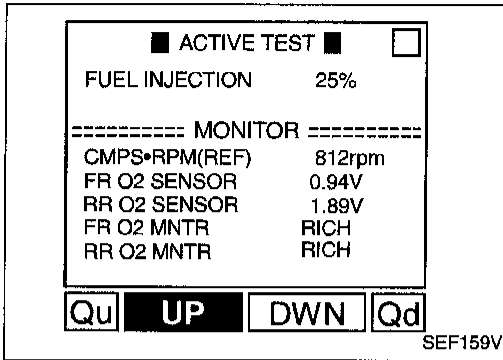 ACTIVE TEST
FUEL INJECTION 25%
========== MONITOR ==========
CMPS•RPM(REF) 812rpm
FR O2 SENSOR 0.94V
RR O2 SENSOR 1.89V
FR O2 MNTR RICH
RR O2 MNTR RICH
Qu UP DWN Qd
SEF159V